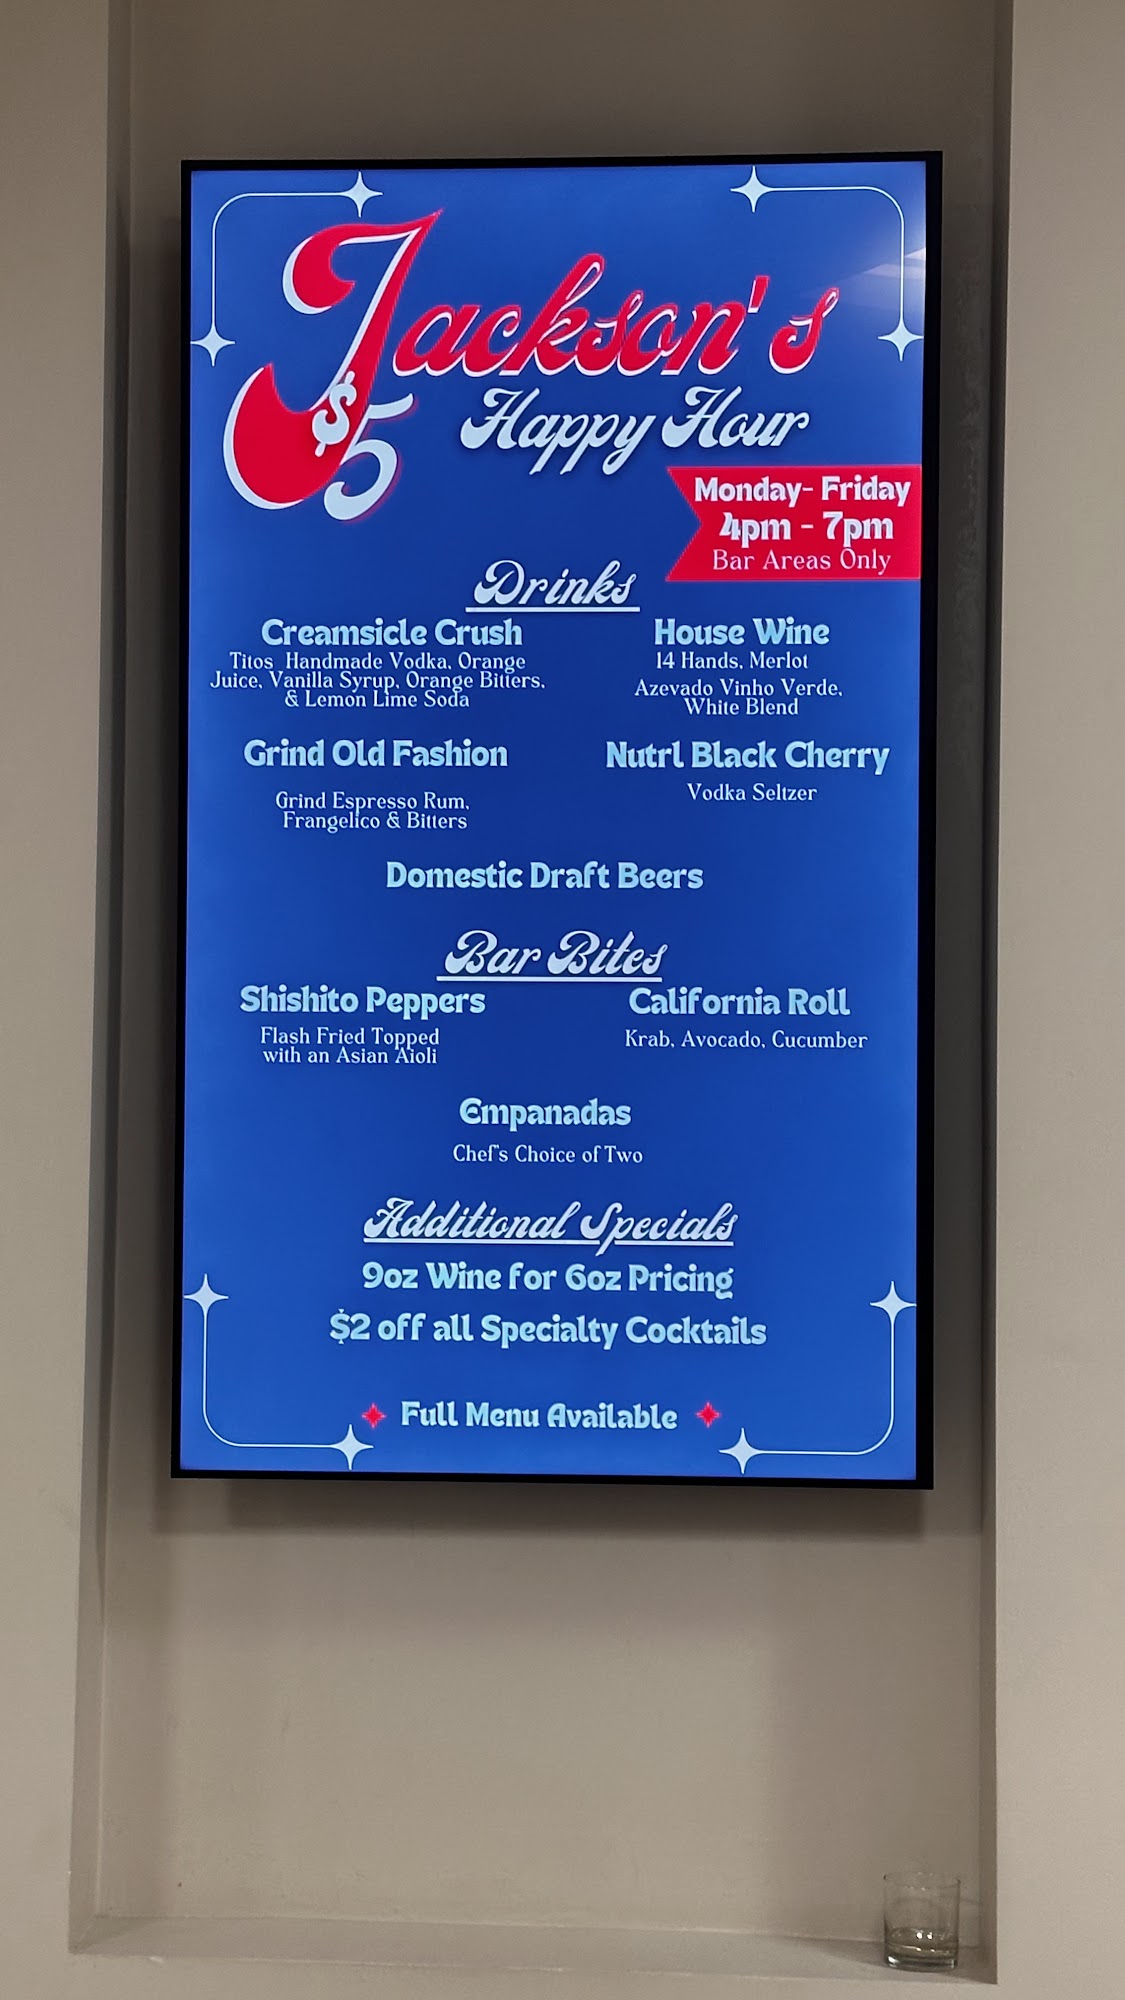 Jackson's
$5
Happy Hour
Monday- Friday
4pm - 7pm
Bar Areas Only
Drinks
Creamsicle Crush
Titos Handmade Vodka, Orange
Juice, Vanilla Syrup, Orange Bitters,
& Lemon Lime Soda
House Wine
14 Hands, Merlot
Azevado Vinho Verde,
White Blend
Grind Old Fashion
Grind Espresso Rum,
Frangelico & Bitters
Nutrl Black Cherry
Vodka Seltzer
Domestic Draft Beers
Bar Bites
Shishito Peppers
Flash Fried Topped
with an Asian Aioli
California Roll
Krab, Avocado, Cucumber
Empanadas
Chef's Choice of Two
Additional Specials
9oz Wine for 6oz Pricing
$2 off all Specialty Cocktails
Full Menu Available